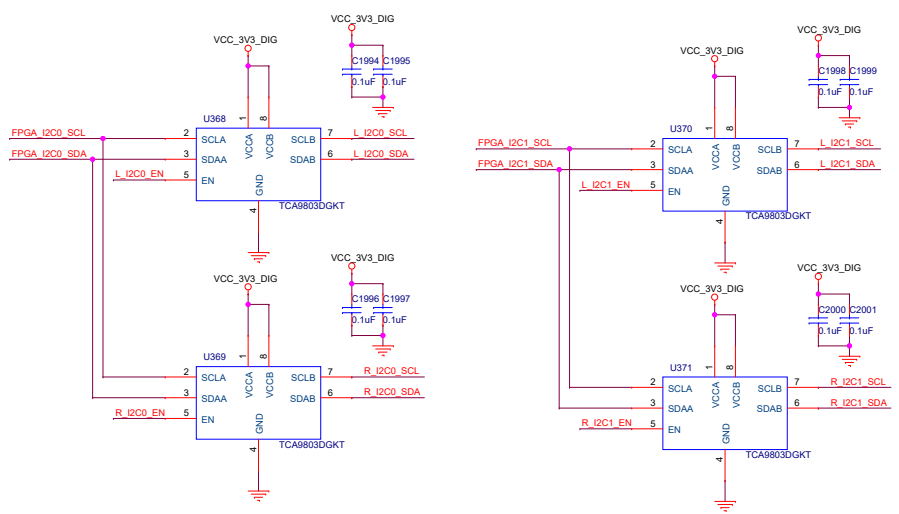 VCC_3V3_DIG
VCC_3V3_DIG
C1994 C1995
0.1uF 0.1uF
U368
1 8
FPGA_I2C0_SCL 2 SCLA VCCA VCCB SCLB 7 L_I2C0_SCL
FPGA_I2C0_SDA 3 SDAA SDAB 6 L_I2C0_SDA
L_I2C0_EN 5 EN GND
4
TCA9803DGKT
VCC_3V3_DIG
VCC_3V3_DIG
C1996 C1997
0.1uF 0.1uF
U369
1 8
2 SCLA VCCA VCCB SCLB 7 R_I2C0_SCL
3 SDAA SDAB 6 R_I2C0_SDA
R_I2C0_EN 5 EN GND
4
TCA9803DGKT
VCC_3V3_DIG
VCC_3V3_DIG
C1998 C1999
0.1uF 0.1uF
U370
1 8
FPGA_I2C1_SCL 2 SCLA VCCA VCCB SCLB 7 L_I2C1_SCL
FPGA_I2C1_SDA 3 SDAA SDAB 6 L_I2C1_SDA
L_I2C1_EN 5 EN GND
4
TCA9803DGKT
VCC_3V3_DIG
VCC_3V3_DIG
C2000 C2001
0.1uF 0.1uF
U371
1 8
2 SCLA VCCA VCCB SCLB 7 R_I2C1_SCL
3 SDAA SDAB 6 R_I2C1_SDA
R_I2C1_EN 5 EN GND
4
TCA9803DGKT